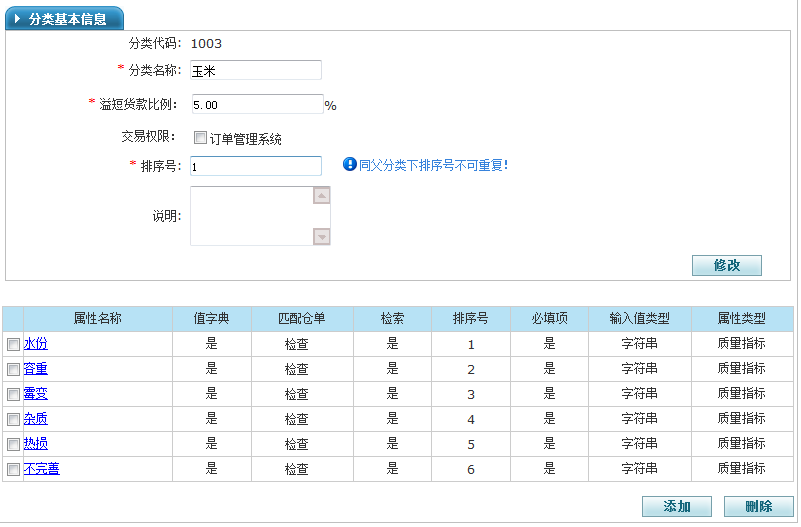 分类基本信息
分类代码: 1003
* 分类名称: 玉米
* 溢短货款比例: 5.00 %
交易权限: 订单管理系统
* 排序号: 1 同父分类下排序号不可重复!
说明:
修改
属性名称 值字典 匹配仓单 检索 排序号 必填项 输入值类型 属性类型
水份 是 检查 是 1 是 字符串 质量指标
容重 是 检查 是 2 是 字符串 质量指标
霉变 是 检查 是 3 是 字符串 质量指标
杂质 是 检查 是 4 是 字符串 质量指标
热损 是 检查 是 5 是 字符串 质量指标
不完善 是 检查 是 6 是 字符串 质量指标
添加 删除